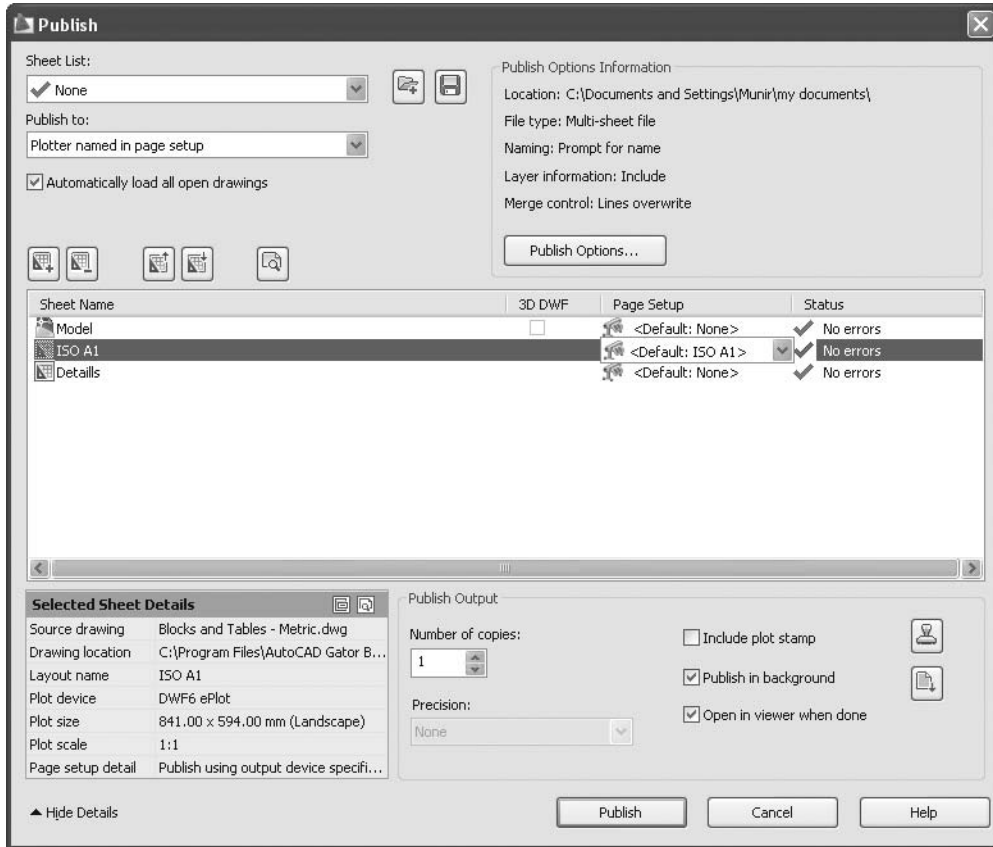 Publish
Sheet List:
None
Publish to:
Plotter named in page setup
Automatically load all open drawings
Publish Options Information
Location: C:\Documents and Settings\Munir\my documents\
File type: Multi-sheet file
Naming: Prompt for name
Layer information: Include
Merge control: Lines overwrite
Publish Options...
Sheet Name 3D DWF Page Setup Status
Model <Default: None> No errors
ISO A1 <Default: ISO A1> No errors
Detaills <Default: None> No errors
Selected Sheet Details
Source drawing Blocks and Tables - Metric.dwg
Drawing location C:\Program Files\AutoCAD Gator B...
Layout name ISO A1
Plot device DWF6 ePlot
Plot size 841.00 x 594.00 mm (Landscape)
Plot scale 1:1
Page setup detail Publish using output device specifi...
Publish Output
Number of copies:
1
Precision:
None
Include plot stamp
Publish in background
Open in viewer when done
Hide Details
Publish
Cancel
Help